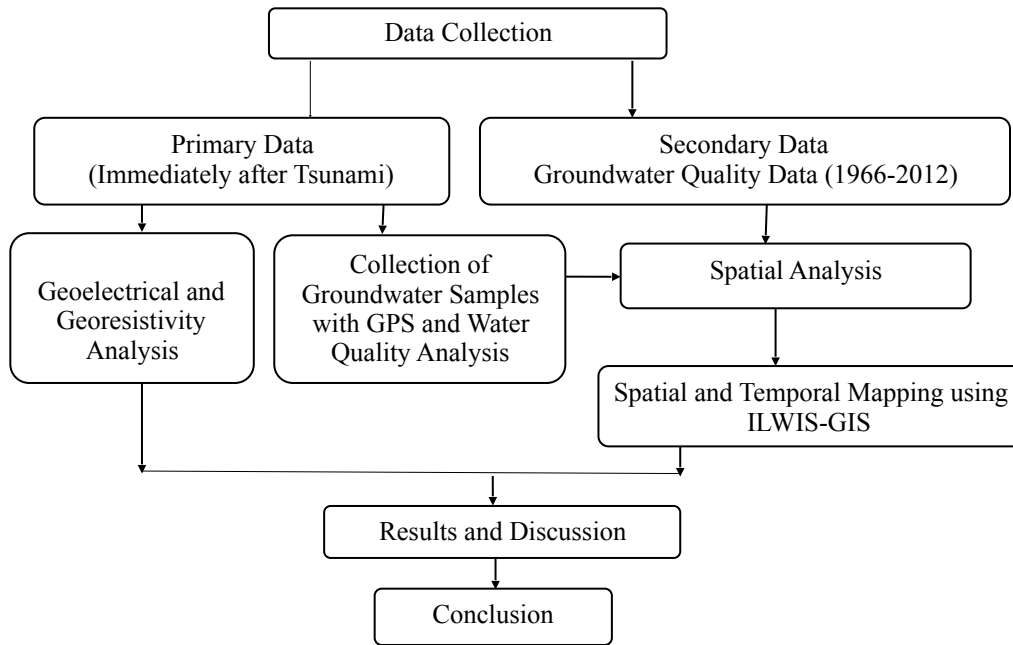 Data Collection
Primary Data
(Immediately after Tsunami)
Secondary Data
Groundwater Quality Data (1966-2012)
Geoelectrical and
Georesistivity
Analysis
Collection of
Groundwater Samples
with GPS and Water
Quality Analysis
Spatial Analysis
Spatial and Temporal Mapping using
ILWIS-GIS
Results and Discussion
Conclusion